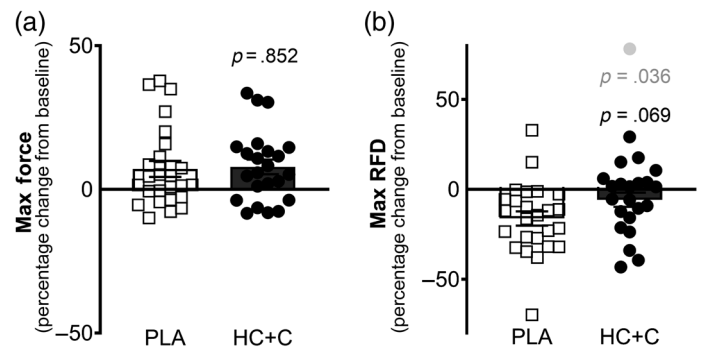 (a)
Max force
(percentage change from baseline)
50
0
−50
p = .852
PLA
HC+C
(b)
Max RFD
(percentage change from baseline)
50
0
−50
p = .036
p = .069
PLA
HC+C